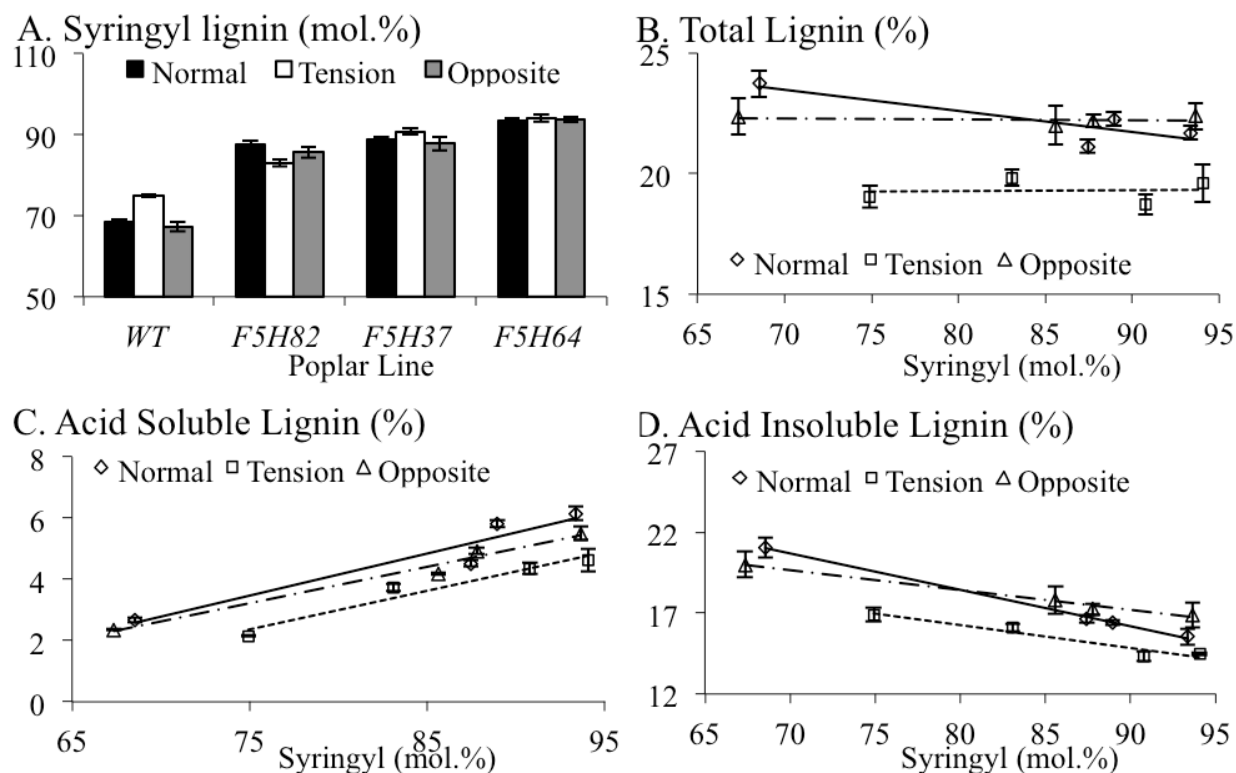 A. Syringyl lignin (mol.%)
110
90
70
50
Normal Tension Opposite
WT F5H82 F5H37 F5H64
Poplar Line
B. Total Lignin (%)
25
20
15
Normal Tension Opposite
65 70 75 80 85 90 95
Syringyl (mol.%)
C. Acid Soluble Lignin (%)
8
6
4
2
0
Normal Tension Opposite
65 75 85 95
Syringyl (mol.%)
D. Acid Insoluble Lignin (%)
27
22
17
12
Normal Tension Opposite
65 70 75 80 85 90 95
Syringyl (mol.%)